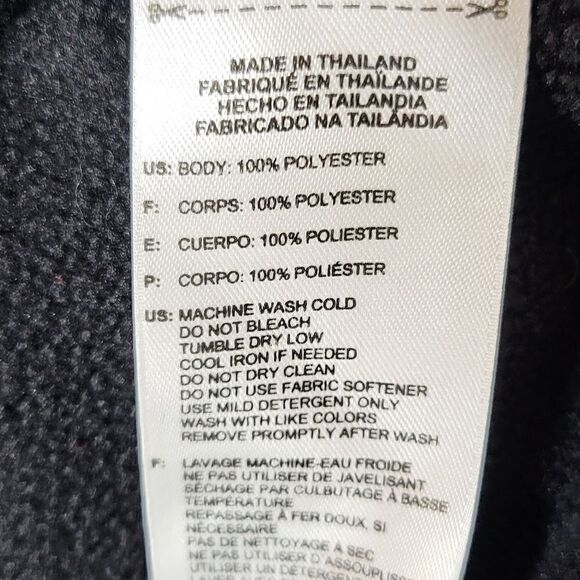 MADE IN THAILAND
FABRIQUÉ EN THAÏLANDE
HECHO EN TAILANDIA
FABRICADO NA TAILÂNDIA
US: BODY: 100% POLYESTER
F: CORPS: 100% POLYESTER
E: CUERPO: 100% POLIESTER
P: CORPO: 100% POLIÉSTER
US: MACHINE WASH COLD
DO NOT BLEACH
TUMBLE DRY LOW
COOL IRON IF NEEDED
DO NOT DRY CLEAN
DO NOT USE FABRIC SOFTENER
USE MILD DETERGENT ONLY
WASH WITH LIKE COLORS
REMOVE PROMPTLY AFTER WASH
F: LAVAGE MACHINE-EAU FROIDE
NE PAS UTILISER DE JAVELISANT
SÉCHAGE PAR CULBUTAGE À BASSE
TEMPÉRATURE
REPASSAGE À FER DOUX, SI
NÉCESSAIRE
PAS DE NETTOYAGE À SEC
NE PAS UTILISER D'ASSOUPLISS
UTILISER UN DÉTERGENT